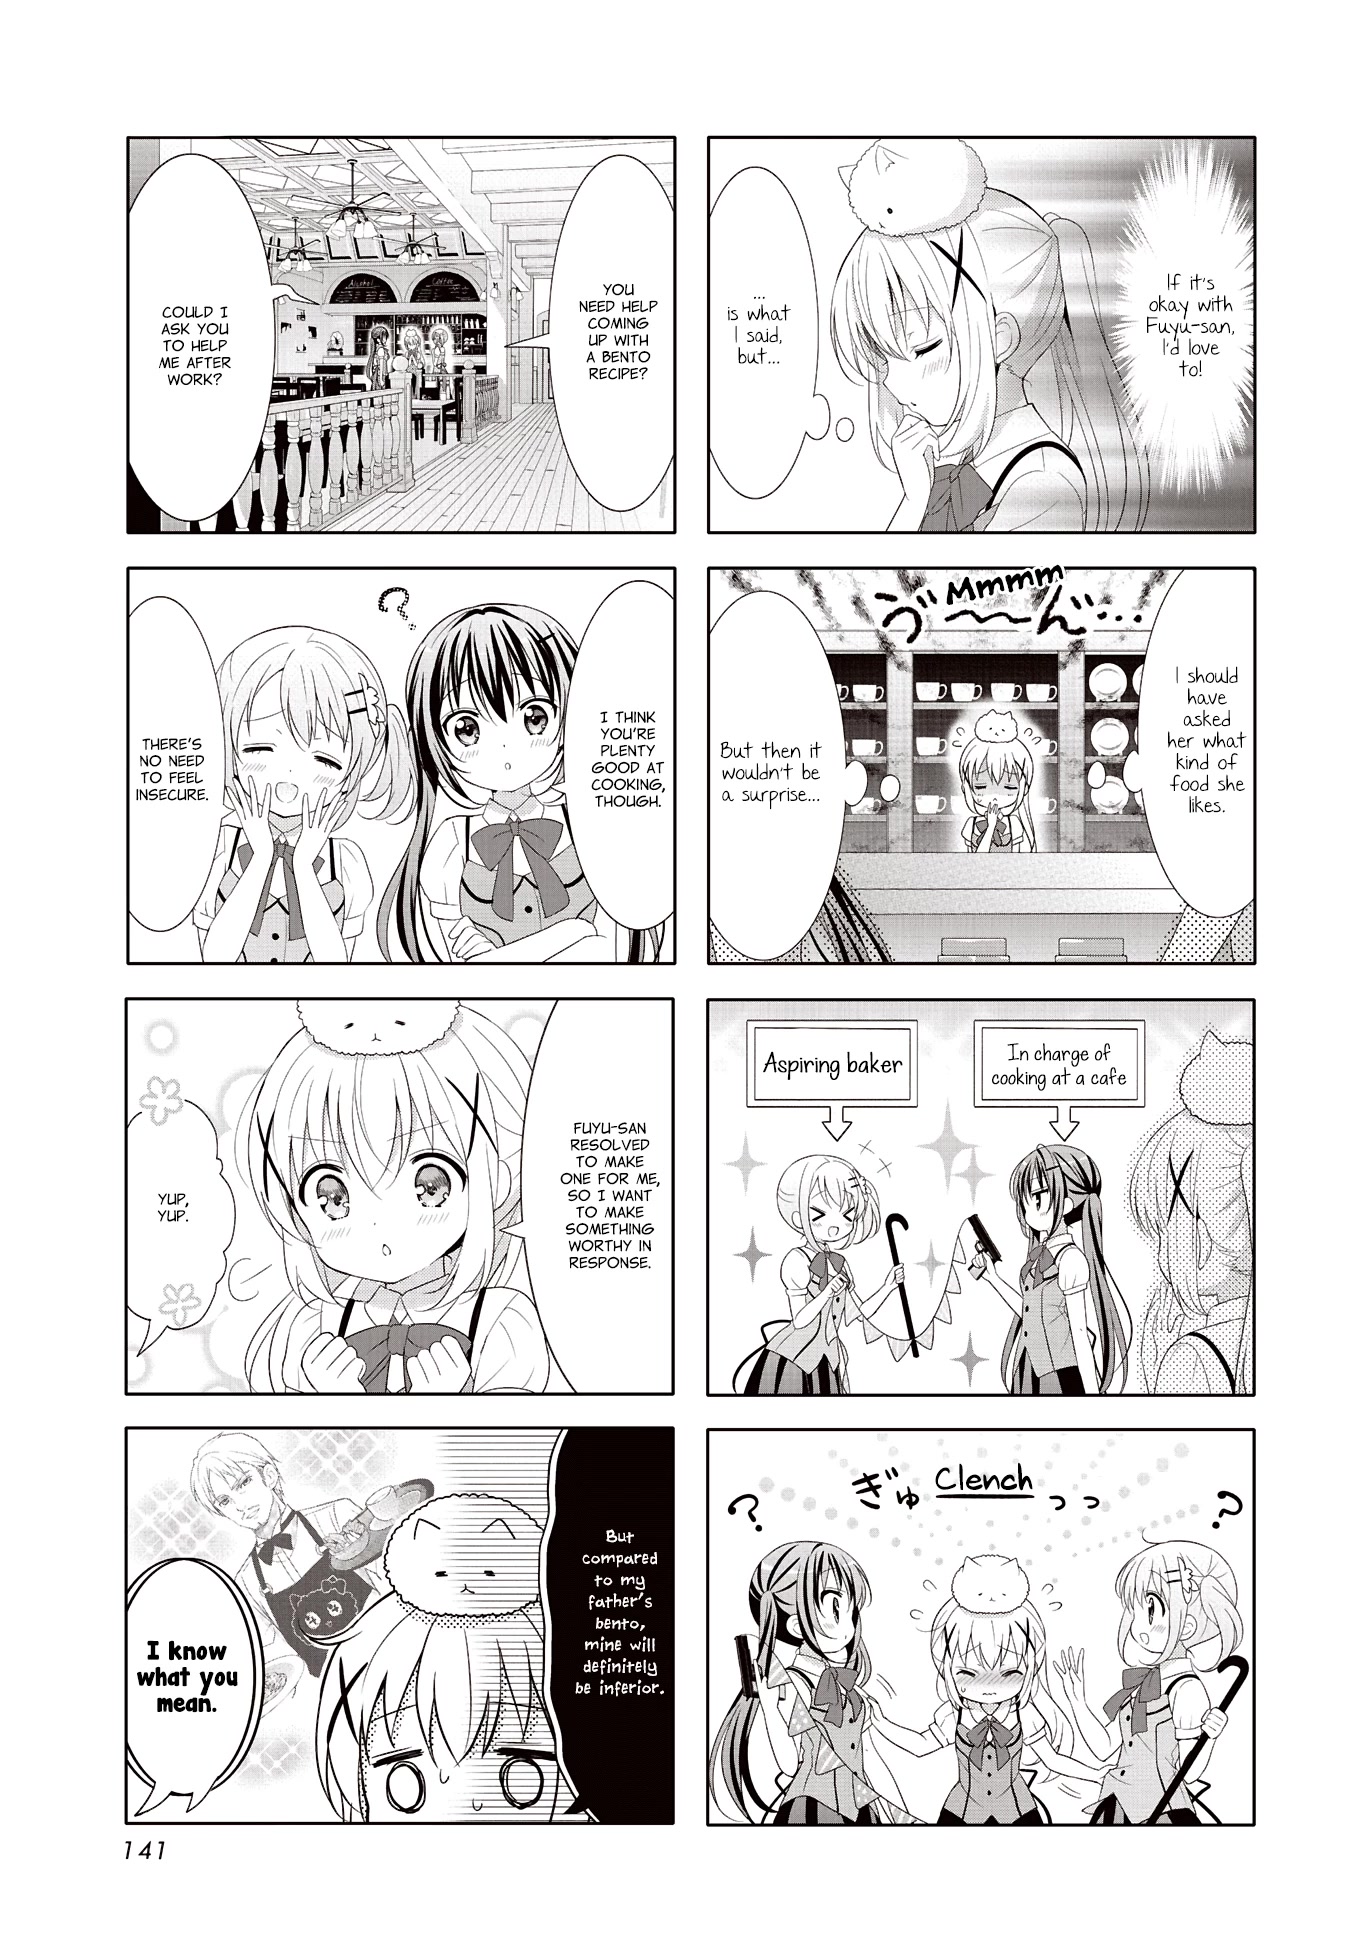 If it's
okay with
Fuyu-san,
I'd love
to!
...
is what
I said,
but...
Mmmm
ゔ〜〜ん゙…
I should
have
asked
her what
kind of
food she
likes.
But then it
wouldn't be
a surprise...
In charge of
cooking at a cafe
Aspiring baker
Clench
ぎゅっっ
?
?
YOU
NEED HELP
COMING
UP WITH
A BENTO
RECIPE?
COULD I
ASK YOU
TO HELP
ME AFTER
WORK?
Alcohol
Coffee
?
I THINK
YOU'RE
PLENTY
GOOD AT
COOKING,
THOUGH.
THERE'S
NO NEED
TO FEEL
INSECURE.
FUYU-SAN
RESOLVED
TO MAKE
ONE FOR ME,
SO I WANT
TO MAKE
SOMETHING
WORTHY IN
RESPONSE.
YUP,
YUP.
But
compared
to my
father's
bento,
mine will
definitely
be inferior.
I know
what you
mean.
141